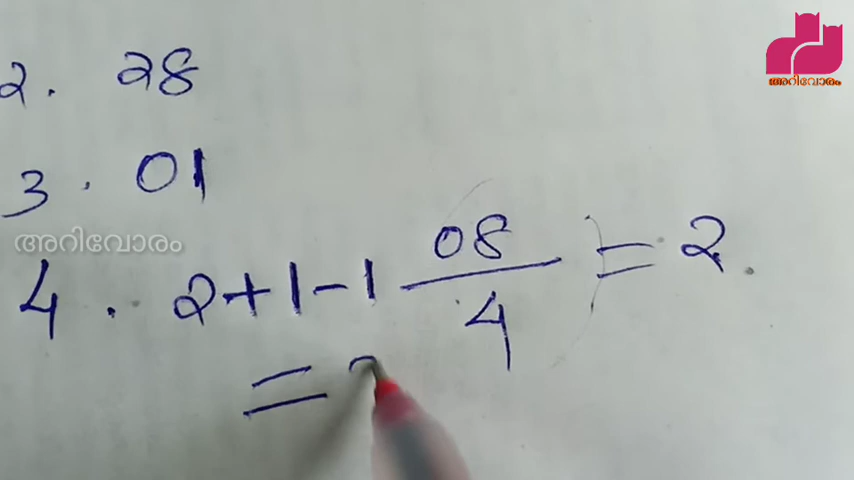 അറിവോരം
2. 28
3. 01
അറിവോരം
4. 2+1-1 08/4 = 2
=